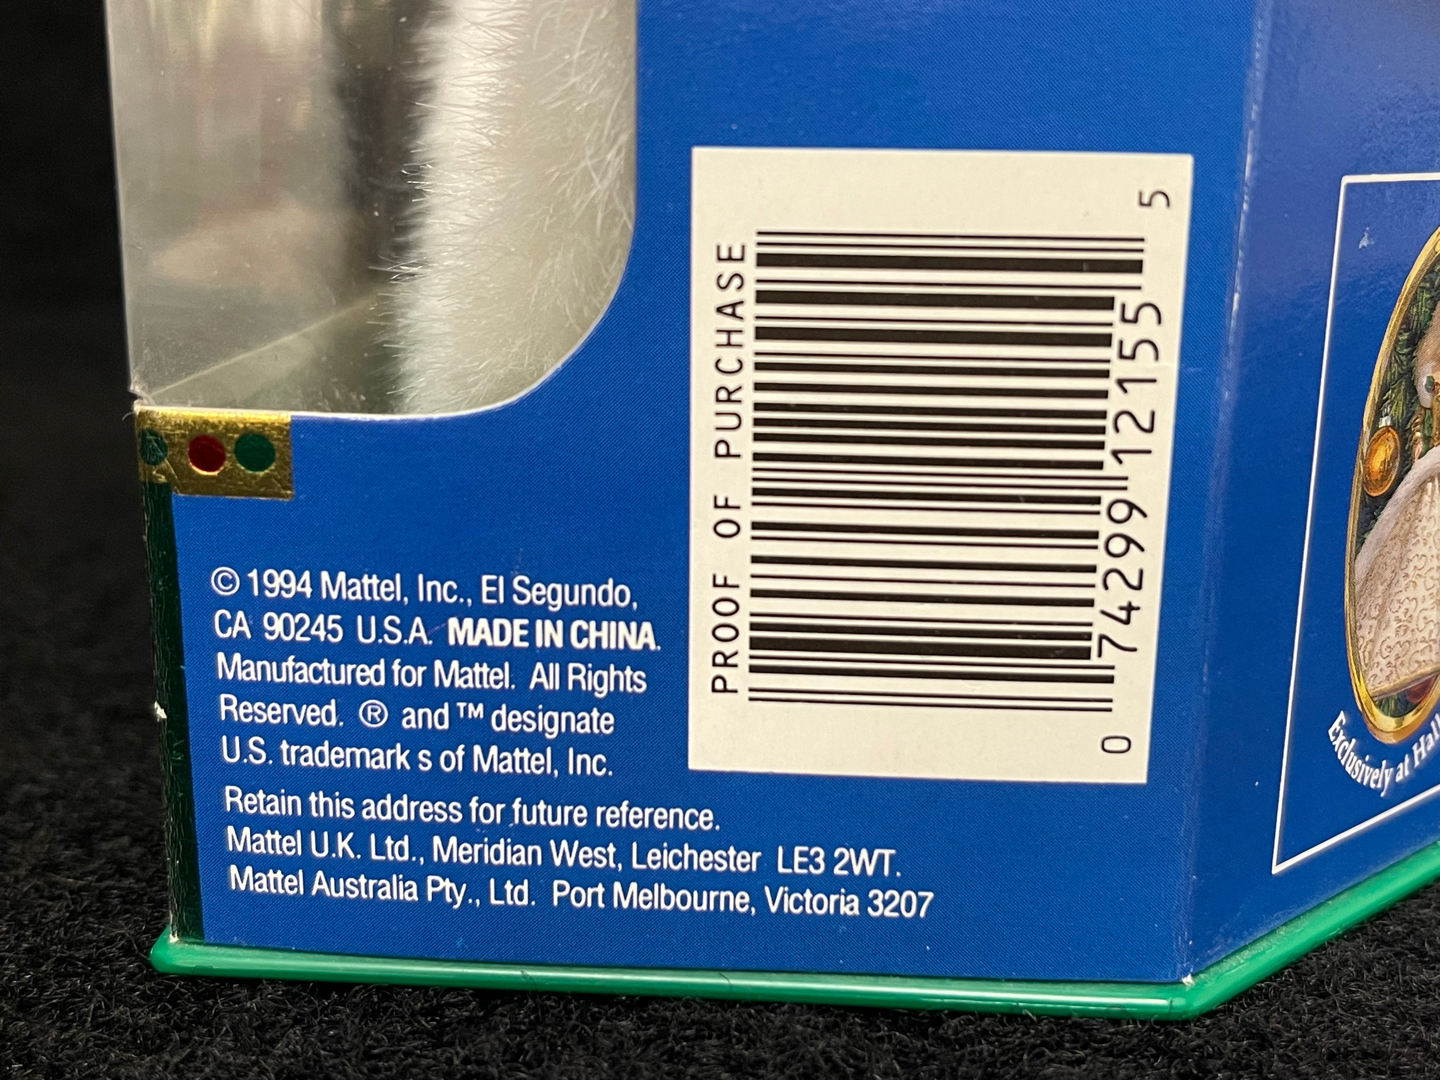 © 1994 Mattel, Inc., El Segundo,
CA 90245 U.S.A. MADE IN CHINA.
Manufactured for Mattel. All Rights
Reserved. ® and ™ designate
U.S. trademark s of Mattel, Inc.
Retain this address for future reference.
Mattel U.K. Ltd., Meridian West, Leichester LE3 2WT.
Mattel Australia Pty., Ltd. Port Melbourne, Victoria 3207
PROOF OF PURCHASE
0 74299 12155 5
Exclusively at